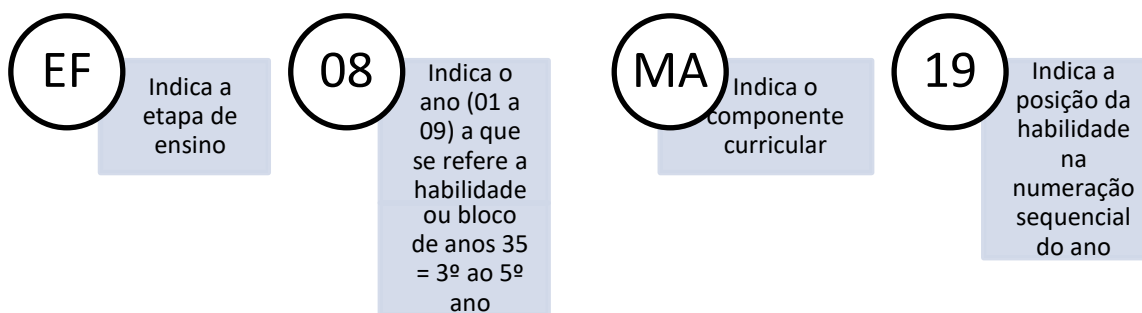 EF
Indica a
etapa de
ensino
08
Indica o
ano (01 a
09) a que
se refere a
habilidade
ou bloco
de anos 35
= 3º ao 5º
ano
MA
Indica o
componente
curricular
19
Indica a
posição da
habilidade
na
numeração
sequencial
do ano